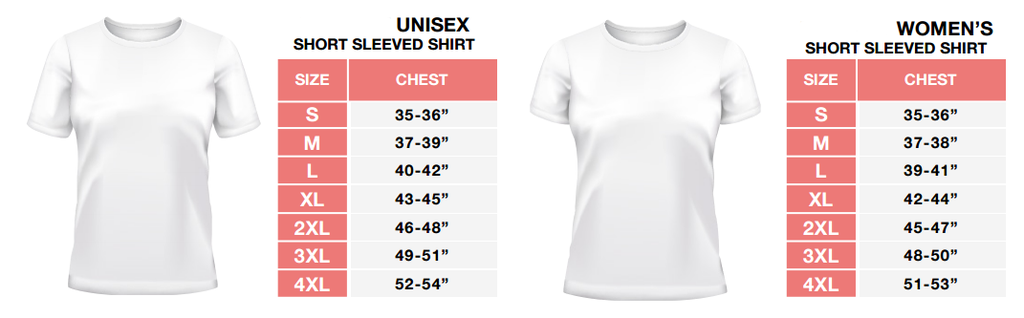 UNISEX
SHORT SLEEVED SHIRT
SIZE CHEST
S 35-36”
M 37-39”
L 40-42”
XL 43-45”
2XL 46-48”
3XL 49-51”
4XL 52-54”
WOMEN’S
SHORT SLEEVED SHIRT
SIZE CHEST
S 35-36”
M 37-38”
L 39-41”
XL 42-44”
2XL 45-47”
3XL 48-50”
4XL 51-53”